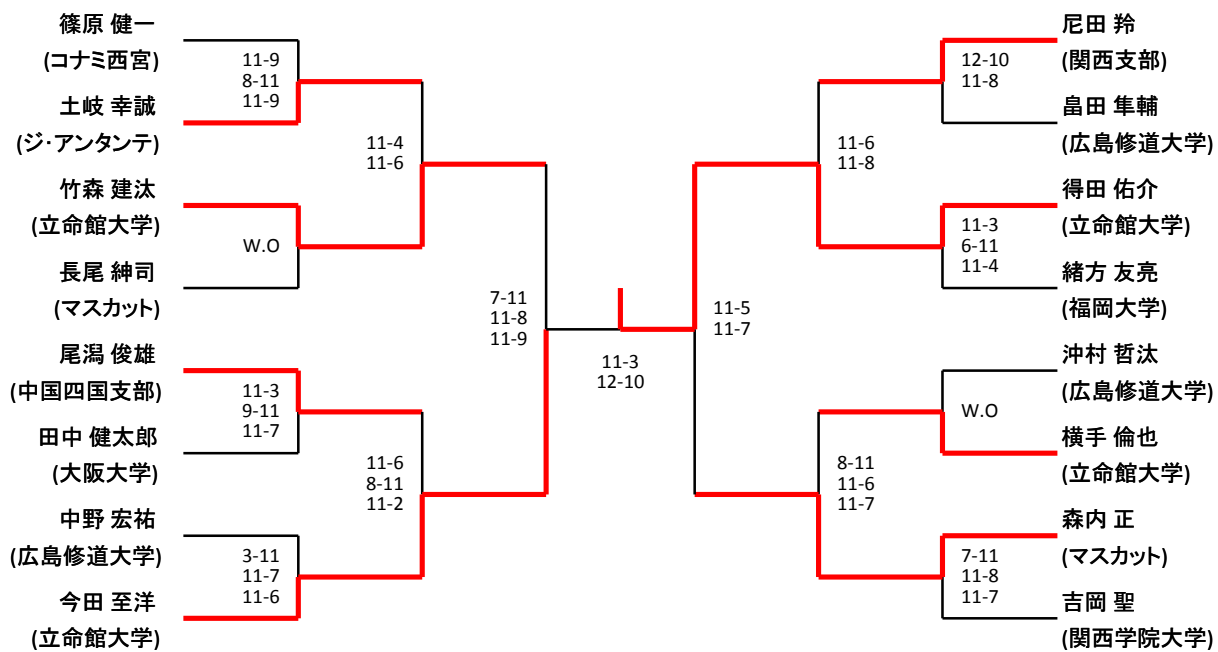 篠原 健一
(コナミ西宮)
11-9
8-11
11-9
土岐 幸誠
(ジ・アンタンテ)
11-4
11-6
竹森 建汰
(立命館大学)
W.O
長尾 紳司
(マスカット)
7-11
11-8
11-9
尾潟 俊雄
(中国四国支部)
11-3
9-11
11-7
田中 健太郎
(大阪大学)
11-6
8-11
11-2
中野 宏祐
(広島修道大学)
3-11
11-7
11-6
今田 至洋
(立命館大学)
11-3
12-10
尼田 羚
(関西支部)
12-10
11-8
畠田 隼輔
(広島修道大学)
11-6
11-8
得田 佑介
(立命館大学)
11-3
6-11
11-4
緒方 友亮
(福岡大学)
11-5
11-7
沖村 哲汰
(広島修道大学)
W.O
横手 倫也
(立命館大学)
8-11
11-6
11-7
森内 正
(マスカット)
7-11
11-8
11-7
吉岡 聖
(関西学院大学)